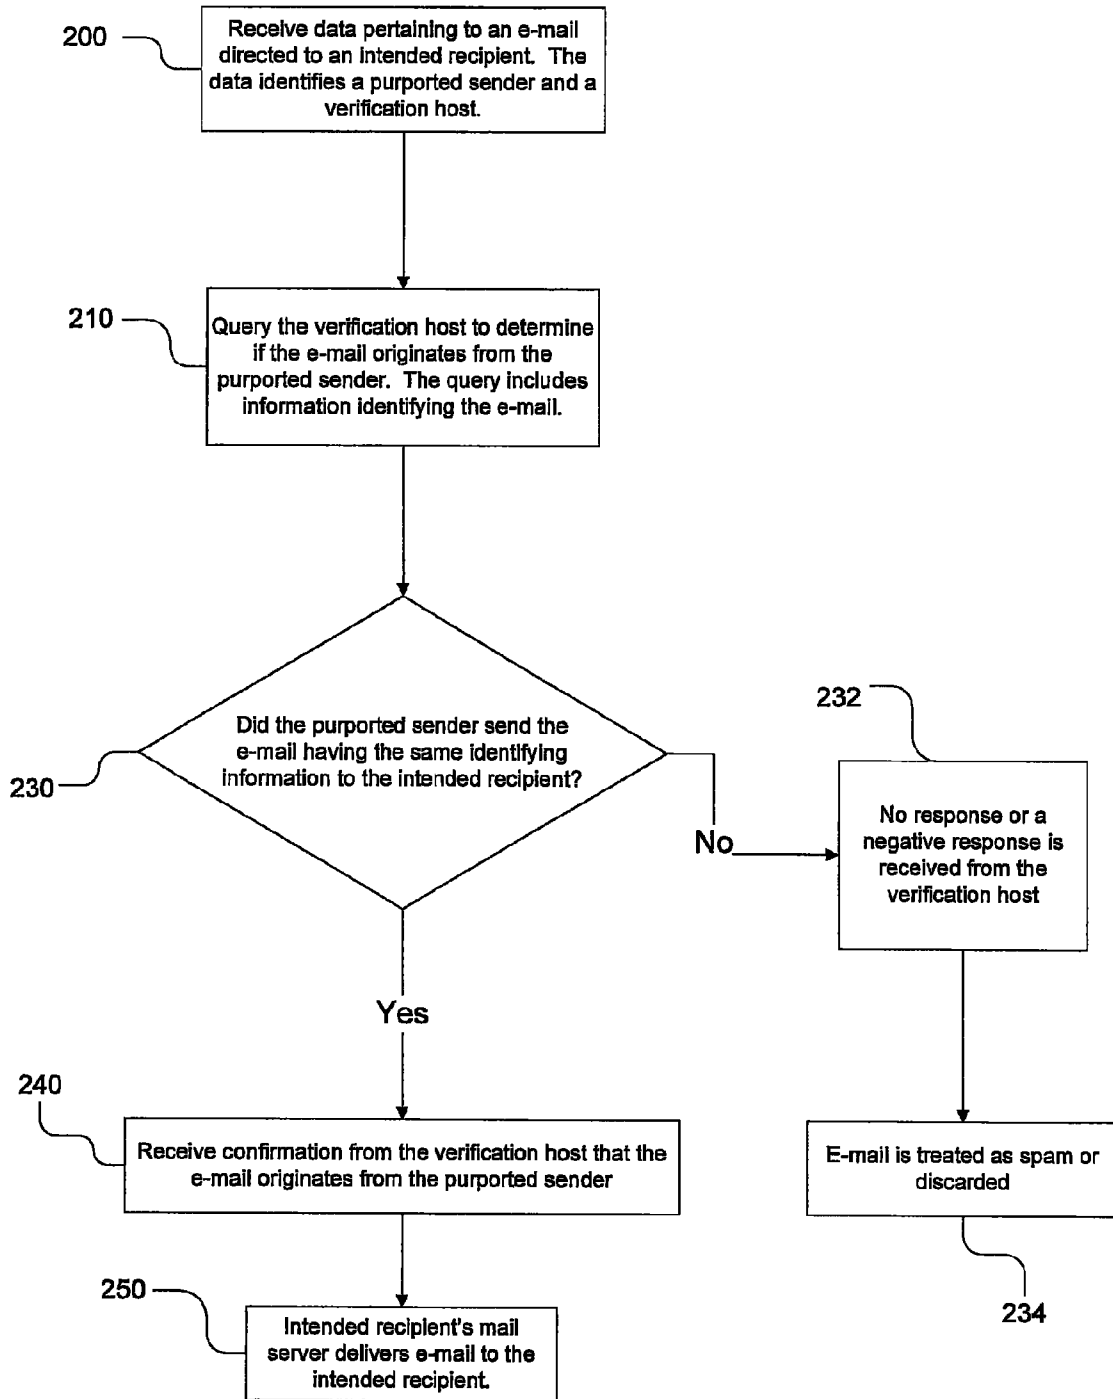 200
Receive data pertaining to an e-mail
directed to an intended recipient. The
data identifies a purported sender and a
verification host.
210
Query the verification host to determine
if the e-mail originates from the
purported sender. The query includes
information identifying the e-mail.
230
Did the purported sender send the
e-mail having the same identifying
information to the intended recipient?
No
232
No response or a
negative response is
received from the
verification host
Yes
240
Receive confirmation from the verification host that the
e-mail originates from the purported sender
E-mail is treated as spam or
discarded
234
250
Intended recipient's mail
server delivers e-mail to the
intended recipient.